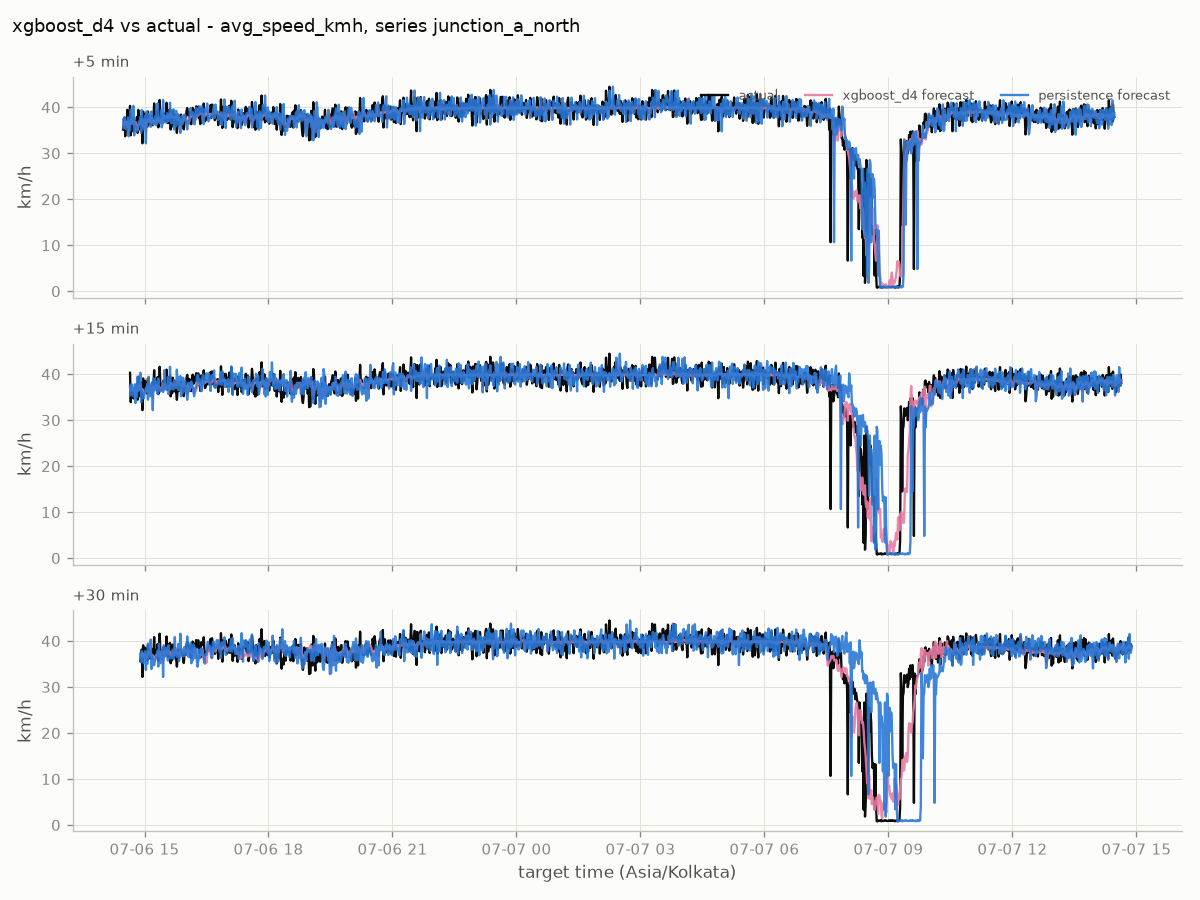 xgboost_d4 vs actual - avg_speed_kmh, series junction_a_north
+5 min
actual xgboost_d4 forecast persistence forecast
40
30
20
10
0
km/h
+15 min
40
30
20
10
0
km/h
+30 min
40
30
20
10
0
km/h
07-06 15 07-06 18 07-06 21 07-07 00 07-07 03 07-07 06 07-07 09 07-07 12 07-07 15
target time (Asia/Kolkata)